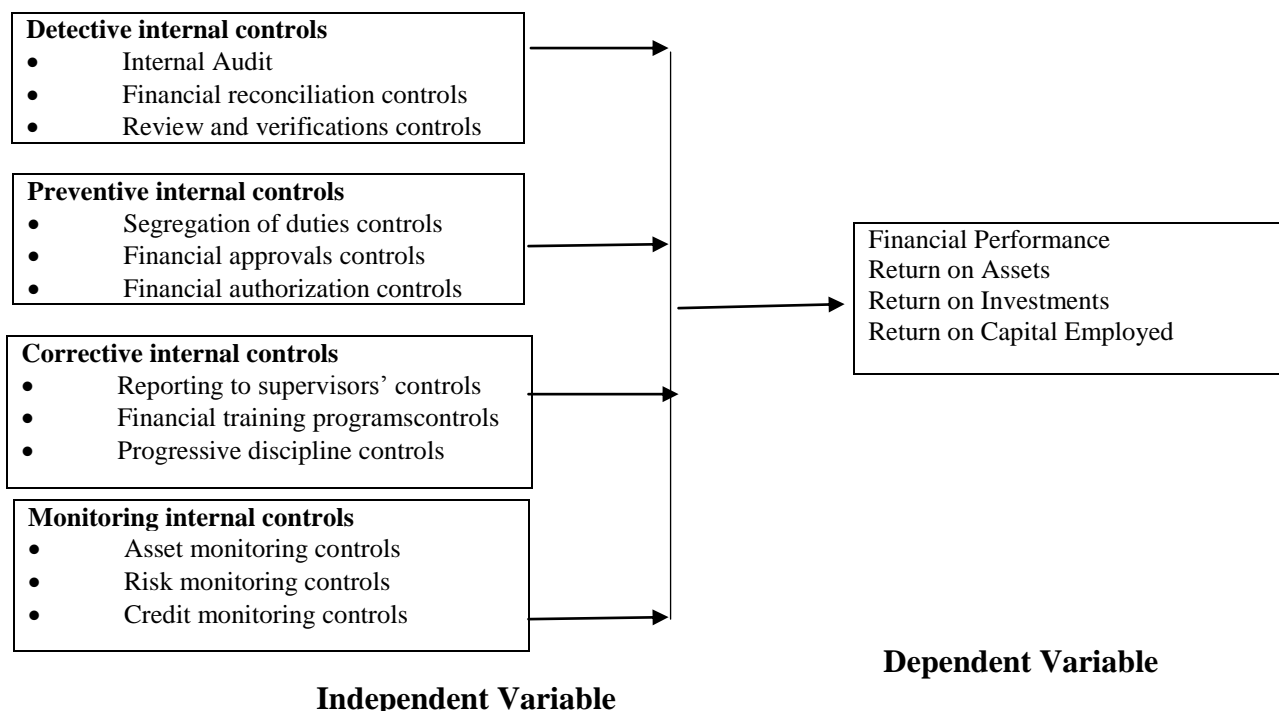 Detective internal controls
• Internal Audit
• Financial reconciliation controls
• Review and verifications controls
Preventive internal controls
• Segregation of duties controls
• Financial approvals controls
• Financial authorization controls
Corrective internal controls
• Reporting to supervisors’ controls
• Financial training programscontrols
• Progressive discipline controls
Monitoring internal controls
• Asset monitoring controls
• Risk monitoring controls
• Credit monitoring controls
Financial Performance
Return on Assets
Return on Investments
Return on Capital Employed
Dependent Variable
Independent Variable